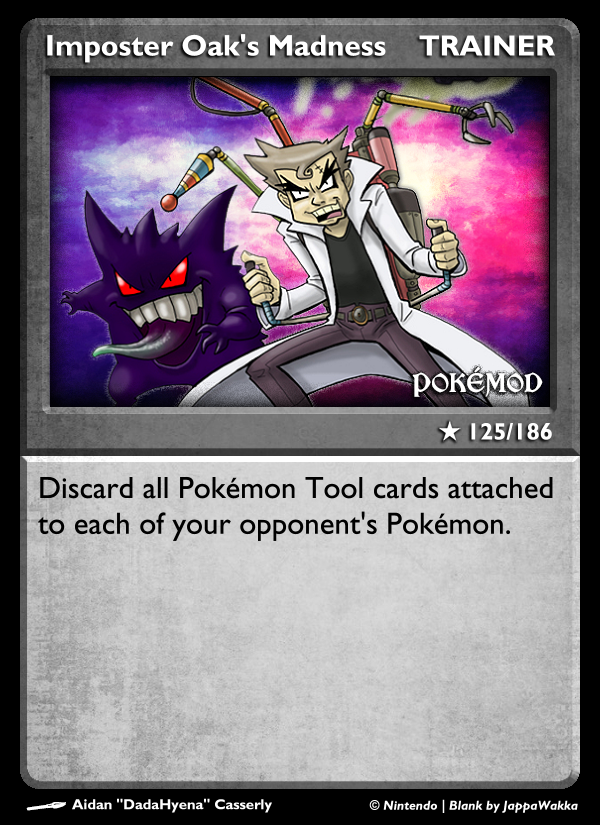 Imposter Oak's Madness TRAINER
POKÉMOD
★ 125/186
Discard all Pokémon Tool cards attached
to each of your opponent's Pokémon.
Aidan "DadaHyena" Casserly © Nintendo | Blank by JappaWakka